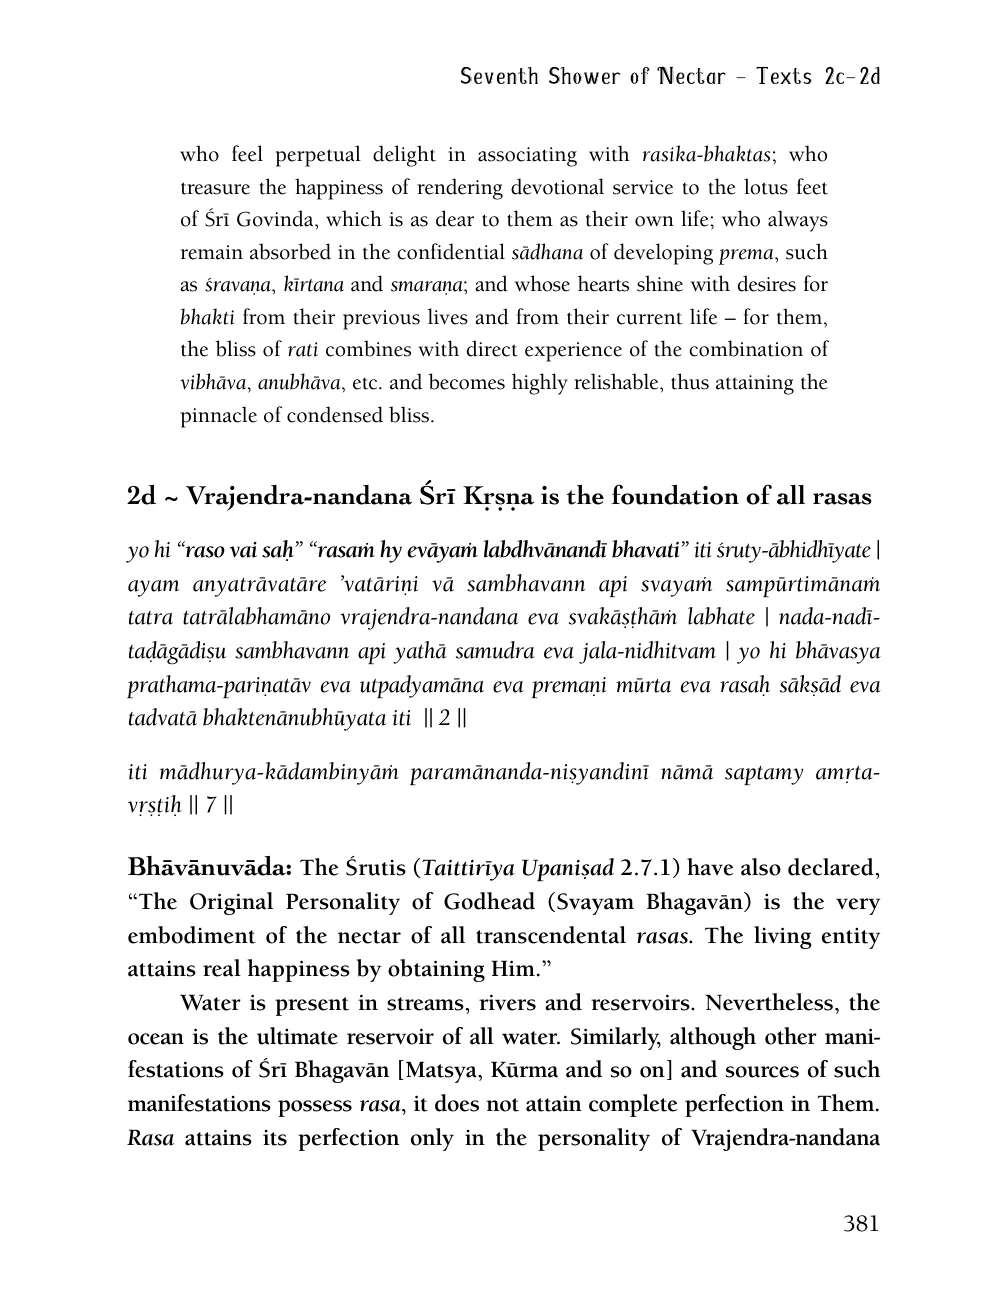 Seventh Shower of Nectar – Texts 2c–2d
who feel perpetual delight in associating with rasika-bhaktas; who
treasure the happiness of rendering devotional service to the lotus feet
of Śrī Govinda, which is as dear to them as their own life; who always
remain absorbed in the confidential sādhana of developing prema, such
as śravaṇa, kīrtana and smaraṇa; and whose hearts shine with desires for
bhakti from their previous lives and from their current life – for them,
the bliss of rati combines with direct experience of the combination of
vibhāva, anubhāva, etc. and becomes highly relishable, thus attaining the
pinnacle of condensed bliss.
2d ~ Vrajendra-nandana Śrī Kṛṣṇa is the foundation of all rasas
yo hi “raso vai saḥ” “rasaṁ hy evāyaṁ labdhvānandī bhavati” iti śruty-ābhidhīyate |
ayam anyatrāvatāre ’vatāriṇi vā sambhavann api svayaṁ sampūrtimānaṁ
tatra tatrālabhamāno vrajendra-nandana eva svakāṣṭhāṁ labhate | nada-nadī-
taḍāgādiṣu sambhavann api yathā samudra eva jala-nidhitvam | yo hi bhāvasya
prathama-pariṇatāv eva utpadyamāna eva premaṇi mūrta eva rasaḥ sākṣād eva
tadvatā bhaktenānubhūyata iti || 2 ||
iti mādhurya-kādambinyāṁ paramānanda-niṣyandinī nāmā saptamy amṛta-
vṛṣṭiḥ || 7 ||
Bhāvānuvāda: The Śrutis (Taittirīya Upaniṣad 2.7.1) have also declared,
“The Original Personality of Godhead (Svayam Bhagavān) is the very
embodiment of the nectar of all transcendental rasas. The living entity
attains real happiness by obtaining Him.”
Water is present in streams, rivers and reservoirs. Nevertheless, the
ocean is the ultimate reservoir of all water. Similarly, although other mani-
festations of Śrī Bhagavān [Matsya, Kūrma and so on] and sources of such
manifestations possess rasa, it does not attain complete perfection in Them.
Rasa attains its perfection only in the personality of Vrajendra-nandana
381